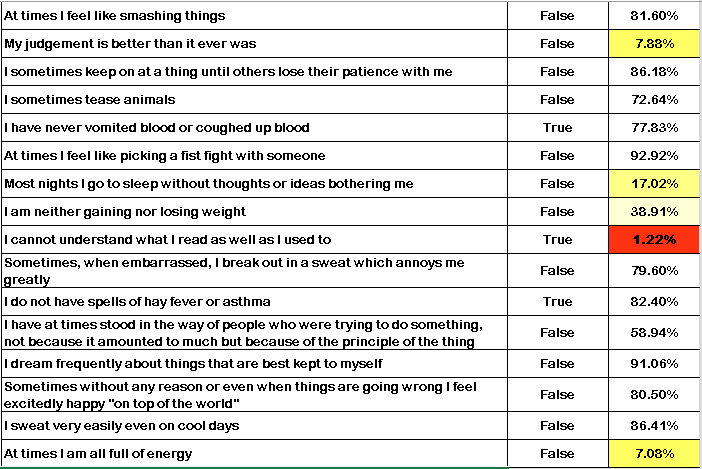 At times I feel like smashing things False 81.60%
My judgement is better than it ever was False 7.88%
I sometimes keep on at a thing until others lose their patience with me False 86.18%
I sometimes tease animals False 72.64%
I have never vomited blood or coughed up blood True 77.83%
At times I feel like picking a fist fight with someone False 92.92%
Most nights I go to sleep without thoughts or ideas bothering me False 17.02%
I am neither gaining nor losing weight False 38.91%
I cannot understand what I read as well as I used to True 1.22%
Sometimes, when embarrassed, I break out in a sweat which annoys me
greatly False 79.60%
I do not have spells of hay fever or asthma True 82.40%
I have at times stood in the way of people who were trying to do something,
not because it amounted to much but because of the principle of the thing False 58.94%
I dream frequently about things that are best kept to myself False 91.06%
Sometimes without any reason or even when things are going wrong I feel
excitedly happy "on top of the world" False 80.50%
I sweat very easily even on cool days False 86.41%
At times I am all full of energy False 7.08%